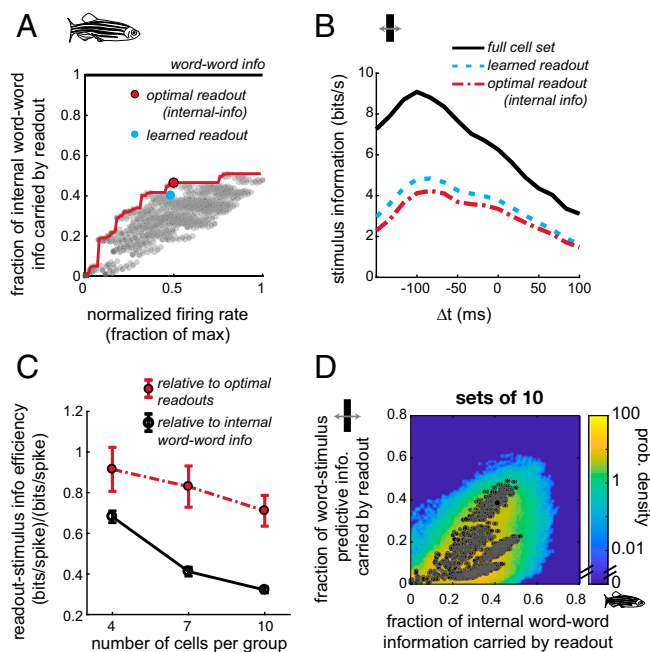 A
word-word info
optimal readout
(internal-info)
learned readout
fraction of internal word-word
info carried by readout
1
0.8
0.6
0.4
0.2
0
0
0.5
1
normalized firing rate
(fraction of max)
B
full cell set
learned readout
optimal readout
(internal info)
stimulus information (bits/s)
10
8
6
4
2
0
-100
-50
0
50
100
Δt (ms)
C
relative to optimal
readouts
relative to internal
word-word info
readout-stimulus info efficiency
(bits/spike)/(bits/spike)
1.2
1
0.8
0.6
0.4
0.2
4
7
10
number of cells per group
D
sets of 10
fraction of word-stimulus
predictive info.
carried by readout
0.8
0.6
0.4
0.2
0
0
0.2
0.4
0.6
0.8
fraction of internal word-word
information carried by readout
100
1
0.01
0
prob. density